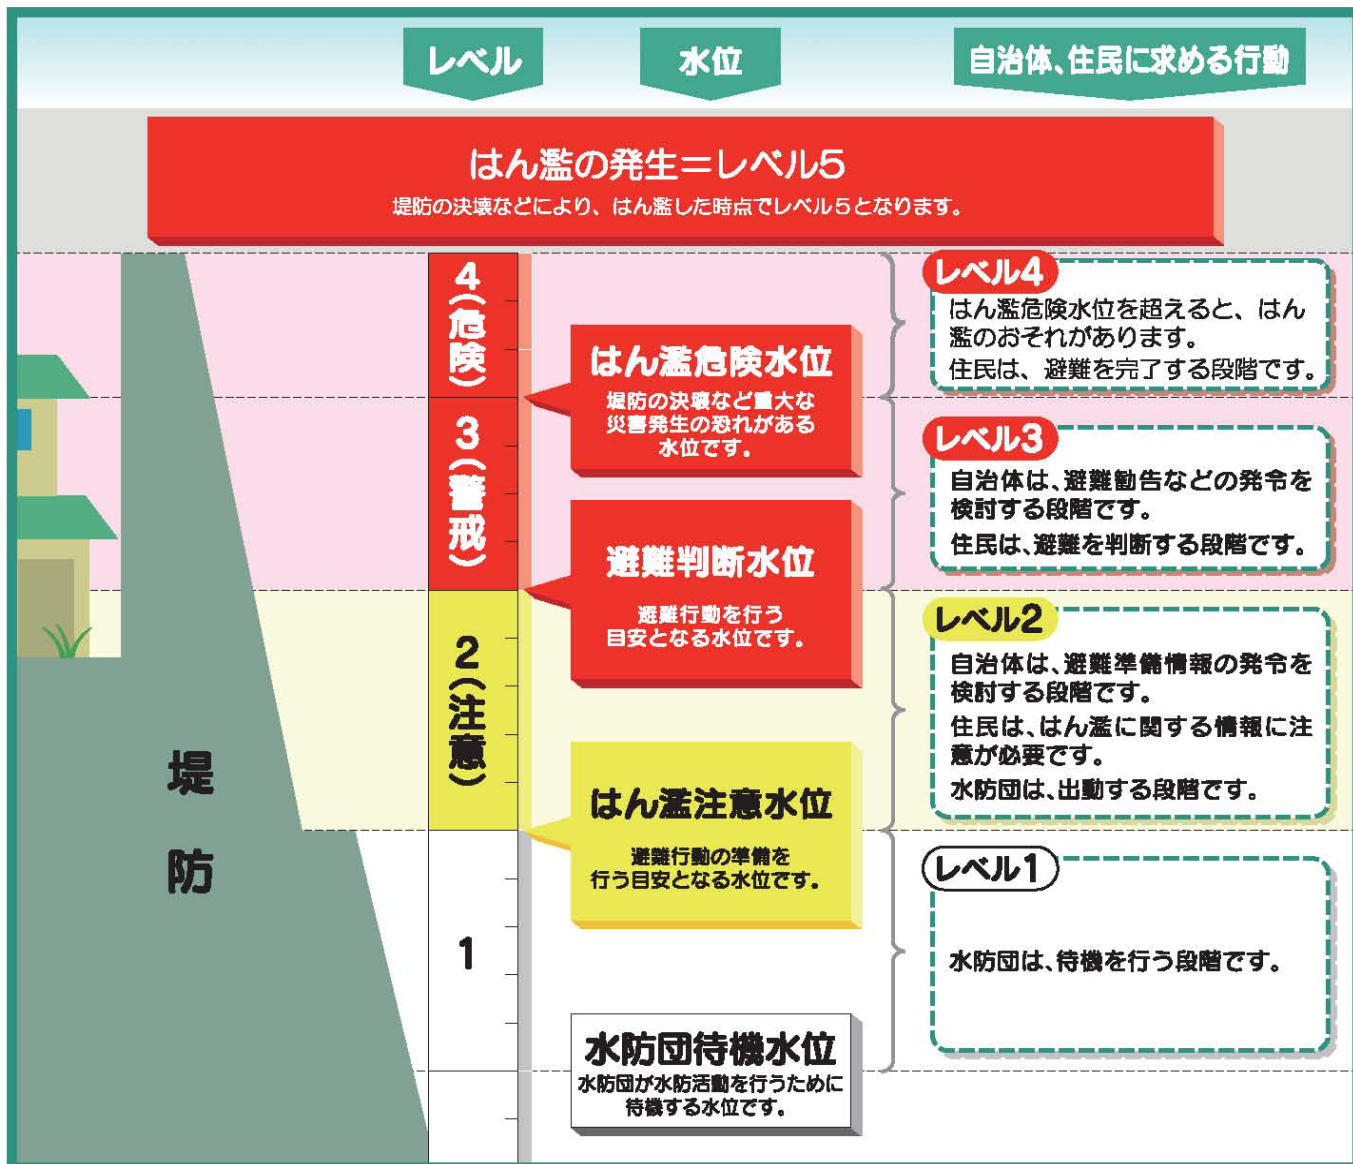 レベル
水位
自治体、住民に求める行動
はん濫の発生＝レベル5
堤防の決壊などにより、はん濫した時点でレベル5となります。
4(危険)
はん濫危険水位
堤防の決壊など重大な
災害発生の恐れがある
水位です。
レベル4
はん濫危険水位を超えると、はん
濫のおそれがあります。
住民は、避難を完了する段階です。
3(警戒)
避難判断水位
避難行動を行う
目安となる水位です。
レベル3
自治体は、避難勧告などの発令を
検討する段階です。
住民は、避難を判断する段階です。
2(注意)
はん濫注意水位
避難行動の準備を
行う目安となる水位です。
レベル2
自治体は、避難準備情報の発令を
検討する段階です。
住民は、はん濫に関する情報に注
意が必要です。
水防団は、出動する段階です。
堤防
1
水防団待機水位
水防団が水防活動を行うために
待機する水位です。
レベル1
水防団は、待機を行う段階です。